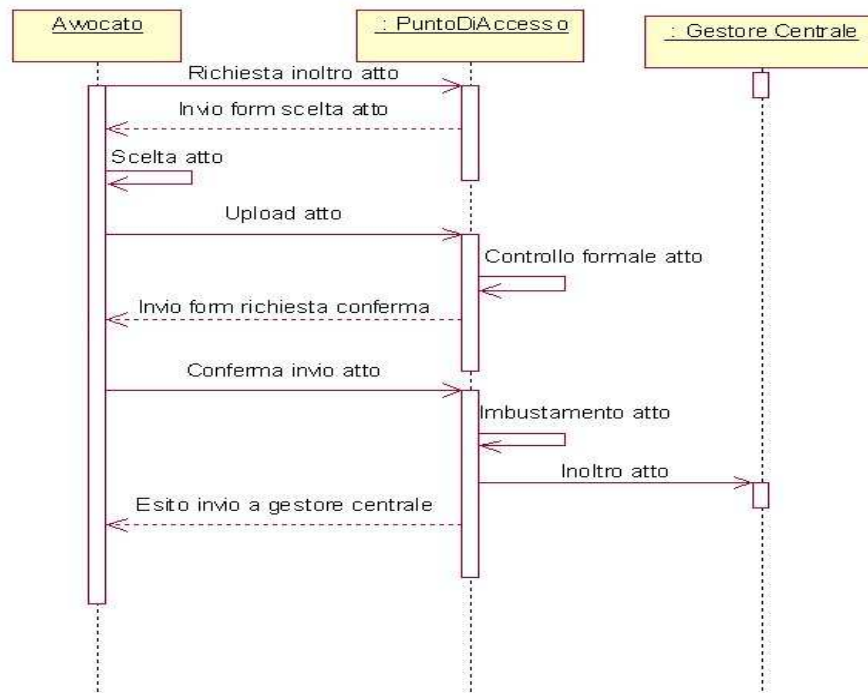 Avvocato
: PuntoDiAccesso
: Gestore Centrale
Richiesta inoltro atto
Invio form scelta atto
Scelta atto
Upload atto
Controllo formale atto
Invio form richiesta conferma
Conferma invio atto
Imbustamento atto
Inoltro atto
Esito invio a gestore centrale